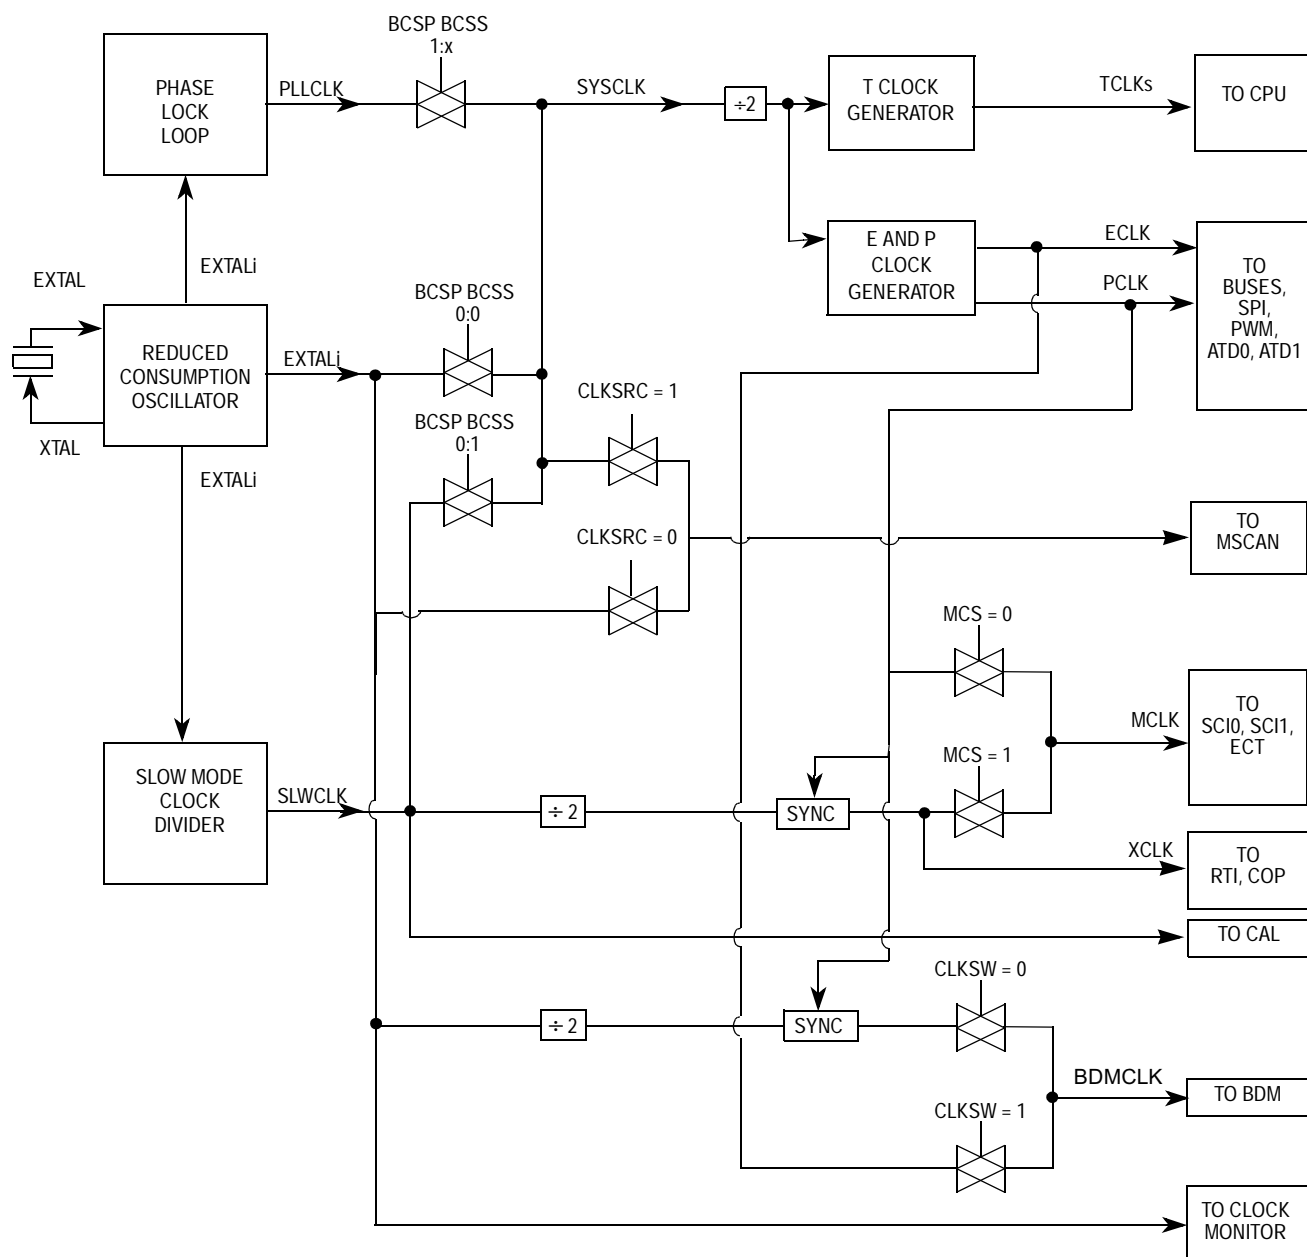 BCSP BCSS
1:x
PHASE
LOCK
LOOP
PLLCLK
SYSCLK
÷2
T CLOCK
GENERATOR
TCLKs
TO CPU
EXTALi
EXTAL
BCSP BCSS
0:0
E AND P
CLOCK
GENERATOR
ECLK
PCLK
TO
BUSES,
SPI,
PWM,
ATD0, ATD1
REDUCED
CONSUMPTION
OSCILLATOR
EXTALi
CLKSRC = 1
XTAL
BCSP BCSS
0:1
EXTALi
CLKSRC = 0
TO
MSCAN
MCS = 0
TO
SCI0, SCI1,
ECT
MCLK
MCS = 1
SLOW MODE
CLOCK
DIVIDER
SLWCLK
÷ 2
SYNC
XCLK
TO
RTI, COP
TO CAL
CLKSW = 0
÷ 2
SYNC
BDMCLK
TO BDM
CLKSW = 1
TO CLOCK
MONITOR